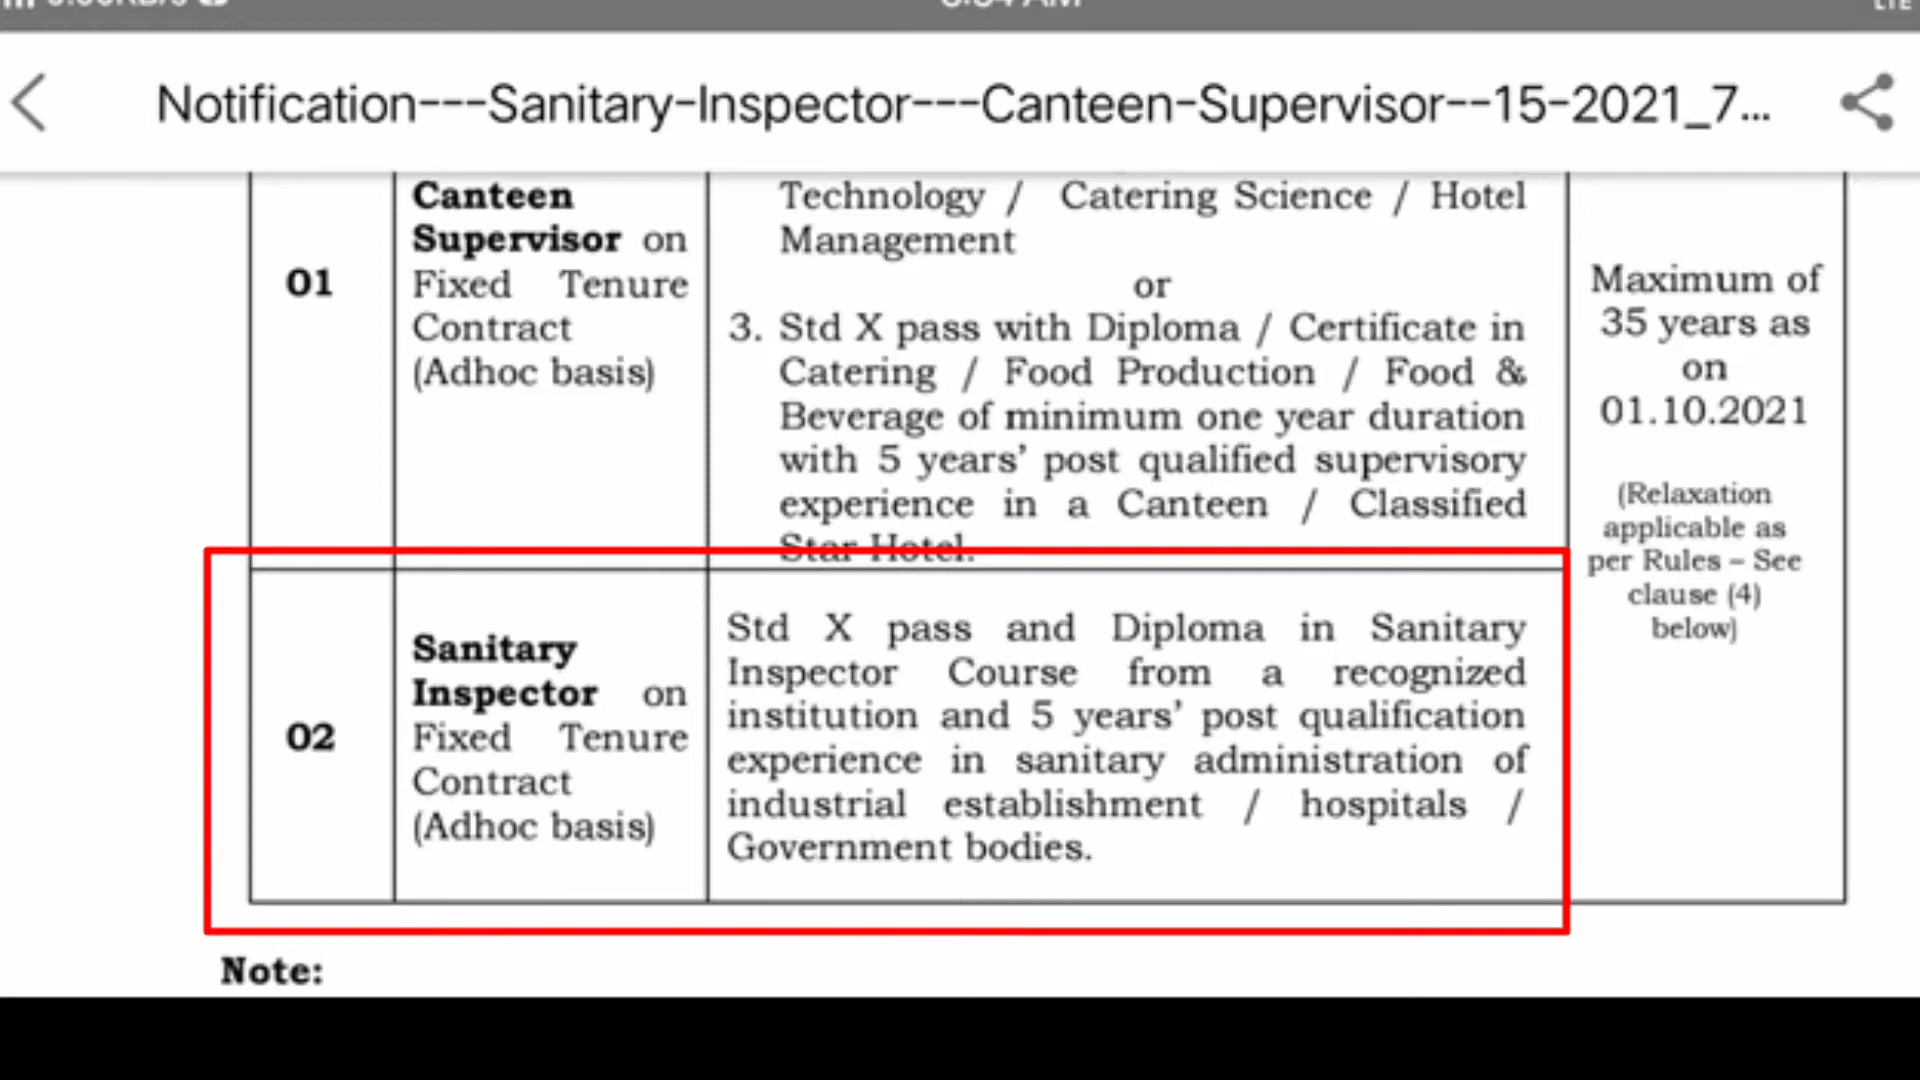 LTE
Notification---Sanitary-Inspector---Canteen-Supervisor--15-2021_7...
01
Canteen
Supervisor on
Fixed Tenure
Contract
(Adhoc basis)
Technology / Catering Science / Hotel
Management
or
3. Std X pass with Diploma / Certificate in
Catering / Food Production / Food &
Beverage of minimum one year duration
with 5 years' post qualified supervisory
experience in a Canteen / Classified
Star Hotel.
Maximum of
35 years as
on
01.10.2021
(Relaxation
applicable as
per Rules – See
clause (4)
below)
02
Sanitary
Inspector on
Fixed Tenure
Contract
(Adhoc basis)
Std X pass and Diploma in Sanitary
Inspector Course from a recognized
institution and 5 years' post qualification
experience in sanitary administration of
industrial establishment / hospitals /
Government bodies.
Note: